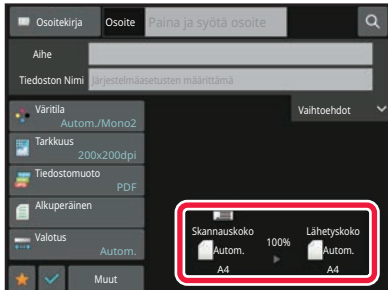 Osoitekirja
Osoite
Paina ja syötä osoite
Aihe
Tiedoston Nimi
Järjestelmäasetusten määrittämä
Väritila
Autom./Mono2
Vaihtoehdot
Tarkkuus
200x200dpi
Tiedostomuoto
PDF
Alkuperäinen
Valotus
Autom.
Skannauskoko
100%
Lähetyskoko
Autom.
Autom.
A4
A4
Muut